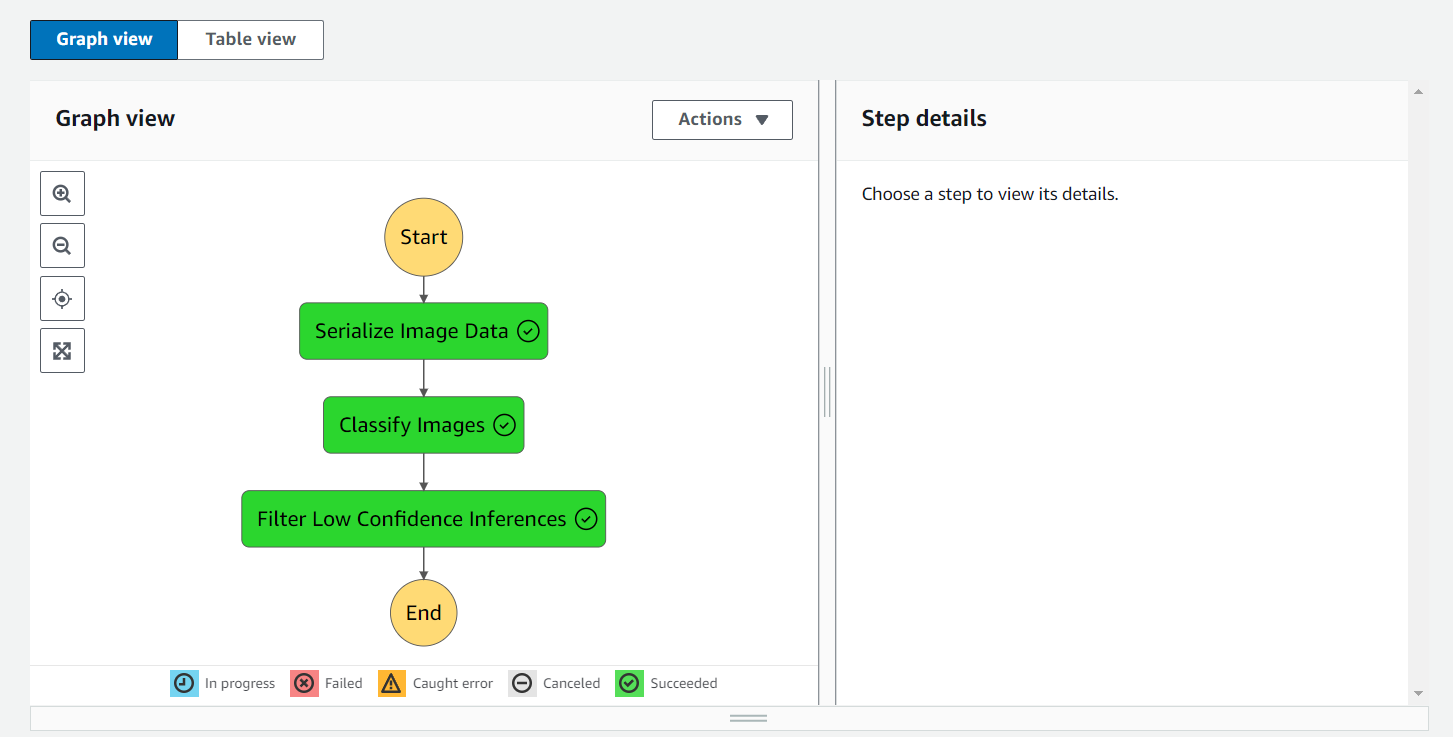 Graph view
Table view
Graph view
Actions
Start
Serialize Image Data
Classify Images
Filter Low Confidence Inferences
End
In progress
Failed
Caught error
Canceled
Succeeded
Step details
Choose a step to view its details.